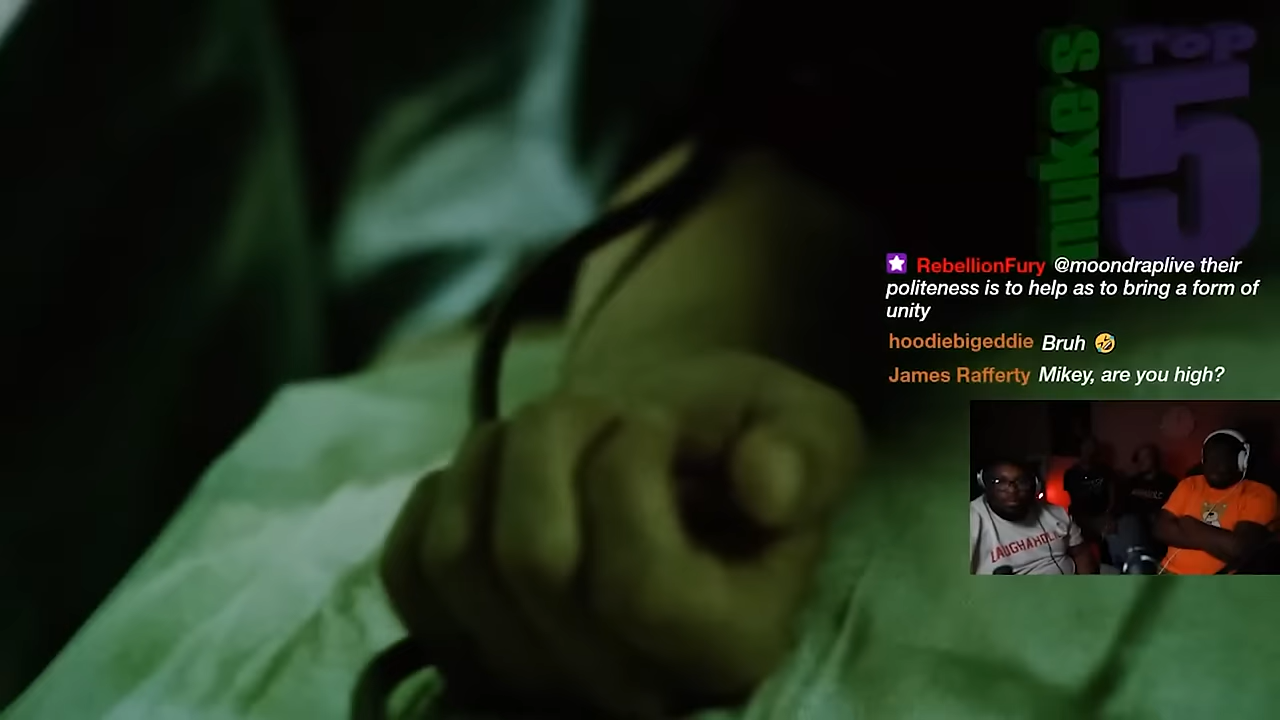 Top
nuke's
5
RebellionFury @moondraplive their
politeness is to help as to bring a form of
unity
hoodiebigeddie Bruh 🤣
James Rafferty Mikey, are you high?
LAUGHAHOLIC